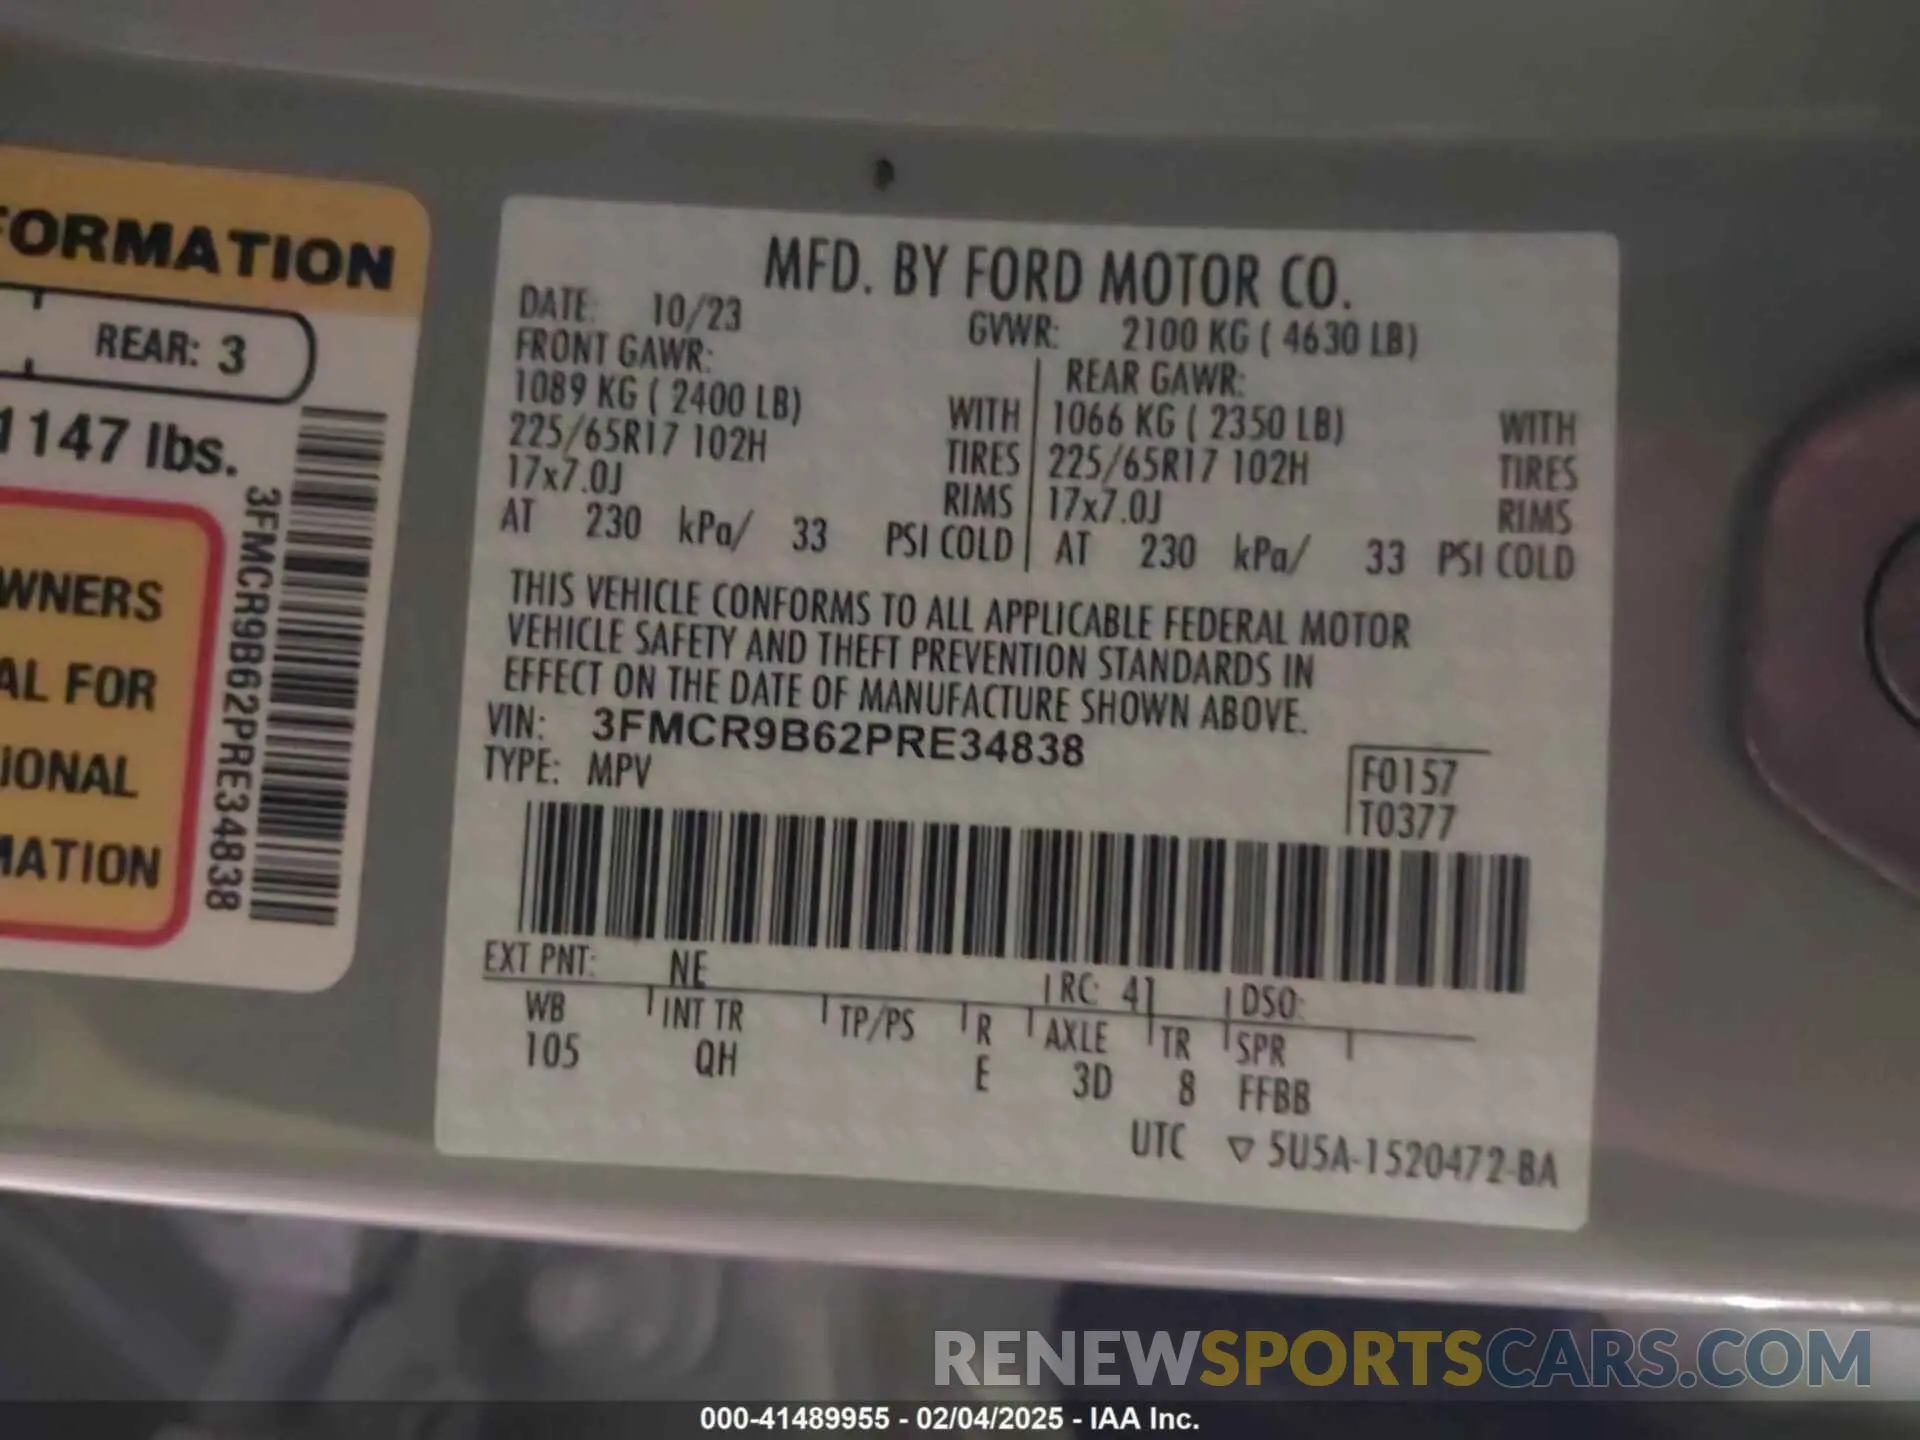 FORMATION
REAR: 3
1147 lbs.
WNERS
AL FOR
IONAL
MATION
3FMCR9B62PRE34838
MFD. BY FORD MOTOR CO.
DATE: 10/23 GVWR: 2100 KG ( 4630 LB)
FRONT GAWR: REAR GAWR:
1089 KG ( 2400 LB) WITH 1066 KG ( 2350 LB) WITH
225/65R17 102H TIRES 225/65R17 102H TIRES
17x7.0J RIMS 17x7.0J RIMS
AT 230 kPa/ 33 PSI COLD AT 230 kPa/ 33 PSI COLD
THIS VEHICLE CONFORMS TO ALL APPLICABLE FEDERAL MOTOR
VEHICLE SAFETY AND THEFT PREVENTION STANDARDS IN
EFFECT ON THE DATE OF MANUFACTURE SHOWN ABOVE.
VIN: 3FMCR9B62PRE34838
TYPE: MPV
F0157
T0377
EXT PNT: NE RC: 41 DSO:
WB INT TR TP/PS R AXLE TR SPR
105 QH E 3D 8 FFBB
UTC ▽ 5U5A-1520472-BA
RENEWSPORTSCARS.COM
000-41489955 - 02/04/2025 - IAA Inc.